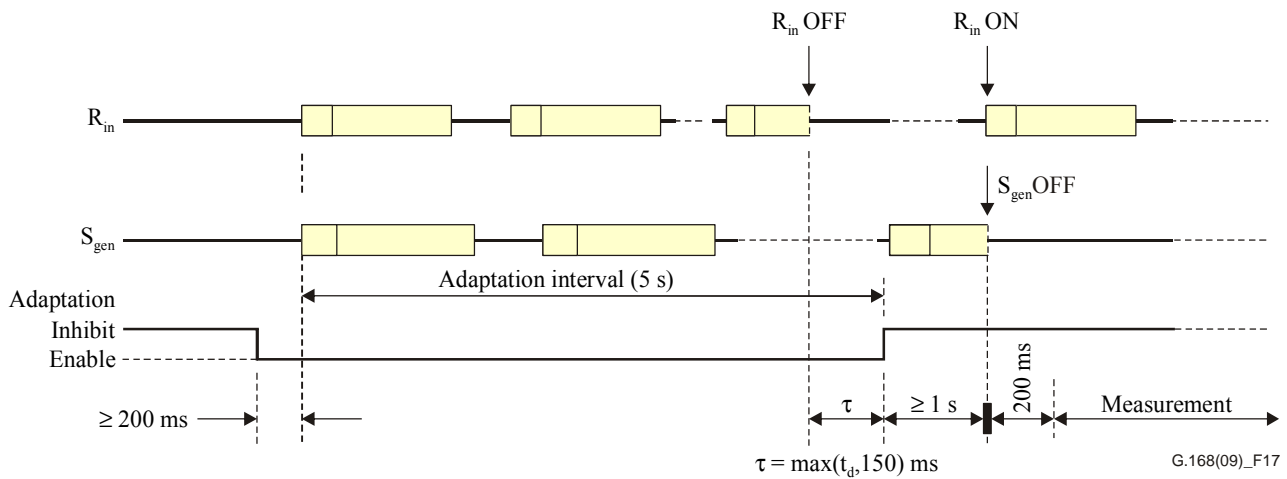 R_in OFF
R_in ON
R_in
S_gen OFF
S_gen
Adaptation interval (5 s)
Adaptation
Inhibit
Enable
≥ 200 ms
τ
≥ 1 s
200 ms
Measurement
τ = max(t_d,150) ms
G.168(09)_F17